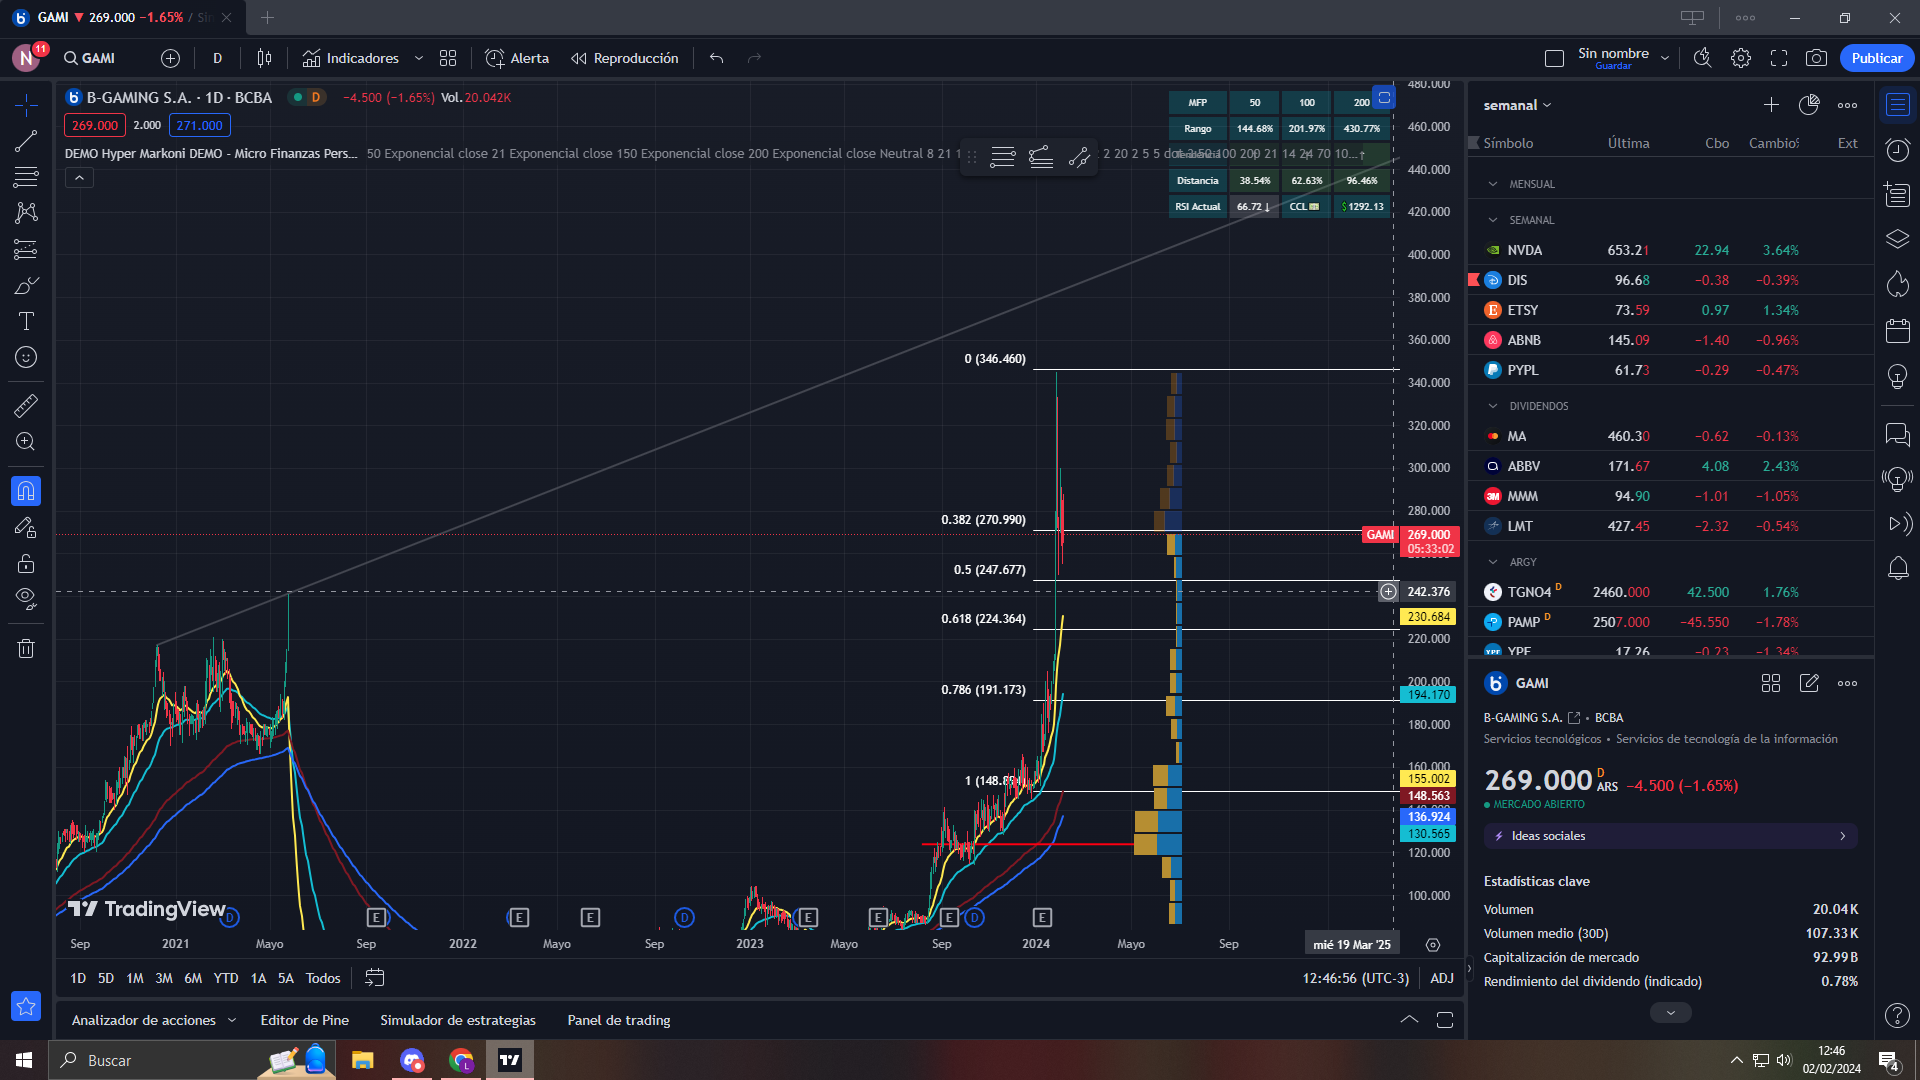 GAMI ▼ 269.000 −1.65% / Sin
N 11 GAMI D Indicadores Alerta Reproducción Sin nombre Guardar Publicar
B-GAMING S.A. · 1D · BCBA D −4.500 (−1.65%) Vol. 20.042K
269.000 2.000 271.000
DEMO Hyper Markoni DEMO - Micro Finanzas Pers... 50 Exponencial close 21 Exponencial close 150 Exponencial close 200 Exponencial close Neutral 8 21 1
MFP 50 100 200
Rango 144.68% 201.97% 430.77%
Distancia 38.54% 62.63% 96.46%
RSI Actual 66.72 ↓ CCL $1292.13
480.000
460.000
440.000
420.000
400.000
380.000
360.000
340.000
320.000
300.000
280.000
GAMI 269.000
05:33:02
242.376
230.684
220.000
200.000
194.170
180.000
160.000
155.002
148.563
136.924
130.565
120.000
100.000
0 (346.460)
0.382 (270.990)
0.5 (247.677)
0.618 (224.364)
0.786 (191.173)
TradingView
D E E E D E E E D E
Sep 2021 Mayo Sep 2022 Mayo Sep 2023 Mayo Sep 2024 Mayo Sep mié 19 Mar '25
1D 5D 1M 3M 6M YTD 1A 5A Todos 12:46:56 (UTC-3) ADJ
Analizador de acciones Editor de Pine Simulador de estrategias Panel de trading
semanal
Símbolo Última Cbo Cambio% Ext
MENSUAL
SEMANAL
NVDA 653.21 22.94 3.64%
DIS 96.68 −0.38 −0.39%
ETSY 73.59 0.97 1.34%
ABNB 145.09 −1.40 −0.96%
PYPL 61.73 −0.29 −0.47%
DIVIDENDOS
MA 460.30 −0.62 −0.13%
ABBV 171.67 4.08 2.43%
3M MMM 94.90 −1.01 −1.05%
LMT 427.45 −2.32 −0.54%
ARGY
TGNO4 D 2460.000 42.500 1.76%
PAMP D 2507.000 −45.550 −1.78%
YPF 17.26 −0.23 −1.34%
GAMI
B-GAMING S.A. • BCBA
Servicios tecnológicos • Servicios de tecnología de la información
269.000 D ARS −4.500 (−1.65%)
MERCADO ABIERTO
Ideas sociales
Estadísticas clave
Volumen 20.04K
Volumen medio (30D) 107.33K
Capitalización de mercado 92.99B
Rendimiento del dividendo (indicado) 0.78%
Buscar
12:46
02/02/2024
4